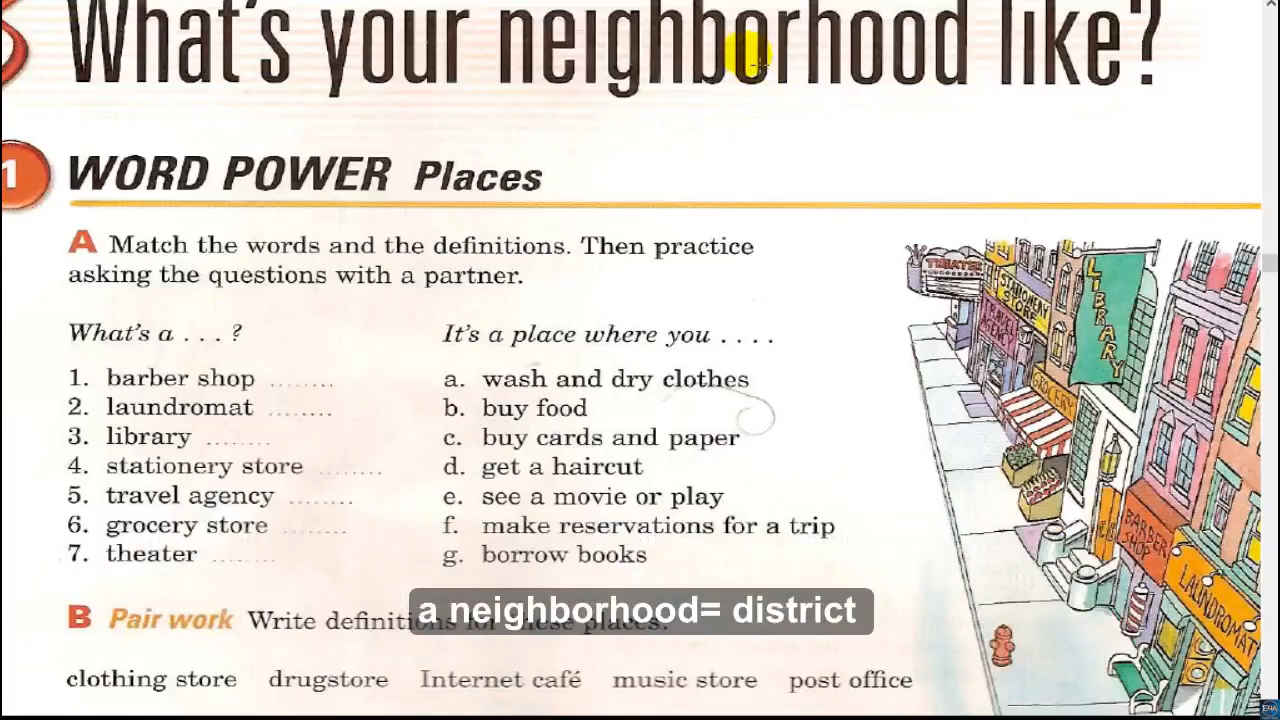 What's your neighborhood like?
1 WORD POWER Places
A Match the words and the definitions. Then practice
asking the questions with a partner.
What's a . . . ? It's a place where you . . . .
1. barber shop ........ a. wash and dry clothes
2. laundromat ........ b. buy food
3. library ........ c. buy cards and paper
4. stationery store ........ d. get a haircut
5. travel agency ........ e. see a movie or play
6. grocery store ........ f. make reservations for a trip
7. theater ........ g. borrow books
THEATER
STATIONERY
STORE
TRAVEL
AGENCY
LIBRARY
GROCERY
BARBER
SHOP
LAUNDROMAT
a neighborhood= district
B Pair work Write definitions for these places.
clothing store drugstore Internet café music store post office